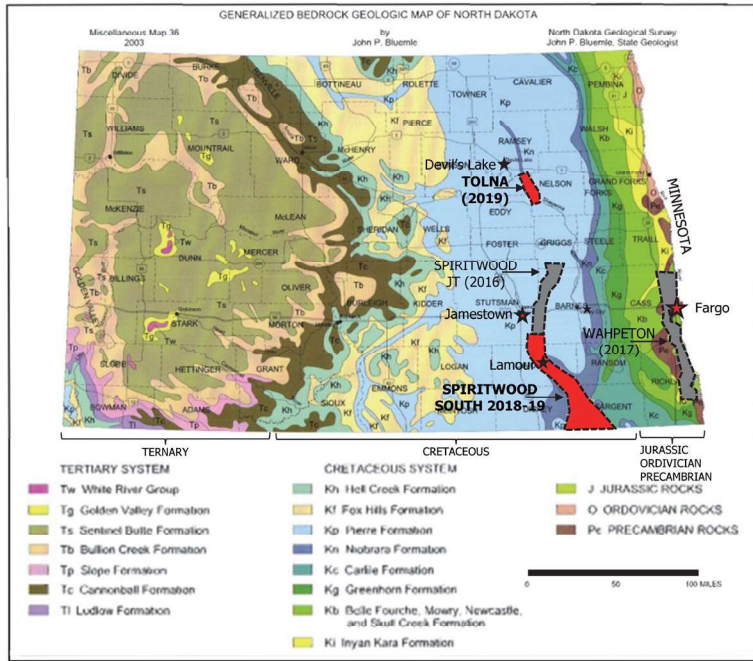 GENERALIZED BEDROCK GEOLOGIC MAP OF NORTH DAKOTA
Miscellaneous Map 36
2003
by
John P. Bluemle
North Dakota Geological Survey
John P. Bluemle, State Geologist
DIVIDE
BURKE
BOTTINEAU
ROLETTE
TOWNER
CAVALIER
PEMBINA
WILLIAMS
MOUNTRAIL
WARD
McHENRY
PIERCE
RAMSEY
WALSH
Devil's Lake
TOLNA
(2019)
NELSON
GRAND FORKS
MINNESOTA
McKENZIE
McLEAN
SHERIDAN
WELLS
EDDY
FOSTER
GRIGGS
STEELE
TRAILL
DUNN
MERCER
BILLINGS
GOLDEN VALLEY
OLIVER
BURLEIGH
KIDDER
SPIRITWOOD
JT (2016)
STUTSMAN
BARNES
CASS
Jamestown
Fargo
STARK
MORTON
WAHPETON
(2017)
SLOPE
HETTINGER
GRANT
LOGAN
Lamour
RANSOM
BOWMAN
ADAMS
SIOUX
EMMONS
SPIRITWOOD
SOUTH 2018-19
TERNARY
CRETACEOUS
JURASSIC
ORDIVICIAN
PRECAMBRIAN
TERTIARY SYSTEM
Tw White River Group
Tg Golden Valley Formation
Ts Sentinel Butte Formation
Tb Bullion Creek Formation
Tp Slope Formation
Tc Cannonball Formation
Tl Ludlow Formation
CRETACEOUS SYSTEM
Kh Hell Creek Formation
Kf Fox Hills Formation
Kp Pierre Formation
Kn Niobrara Formation
Kc Carlile Formation
Kg Greenhorn Formation
Kb Belle Fourche, Mowry, Newcastle,
and Skull Creek Formation
Ki Inyan Kara Formation
J JURASSIC ROCKS
O ORDOVICIAN ROCKS
P&#x454; PRECAMBRIAN ROCKS
0 50 100 MILES